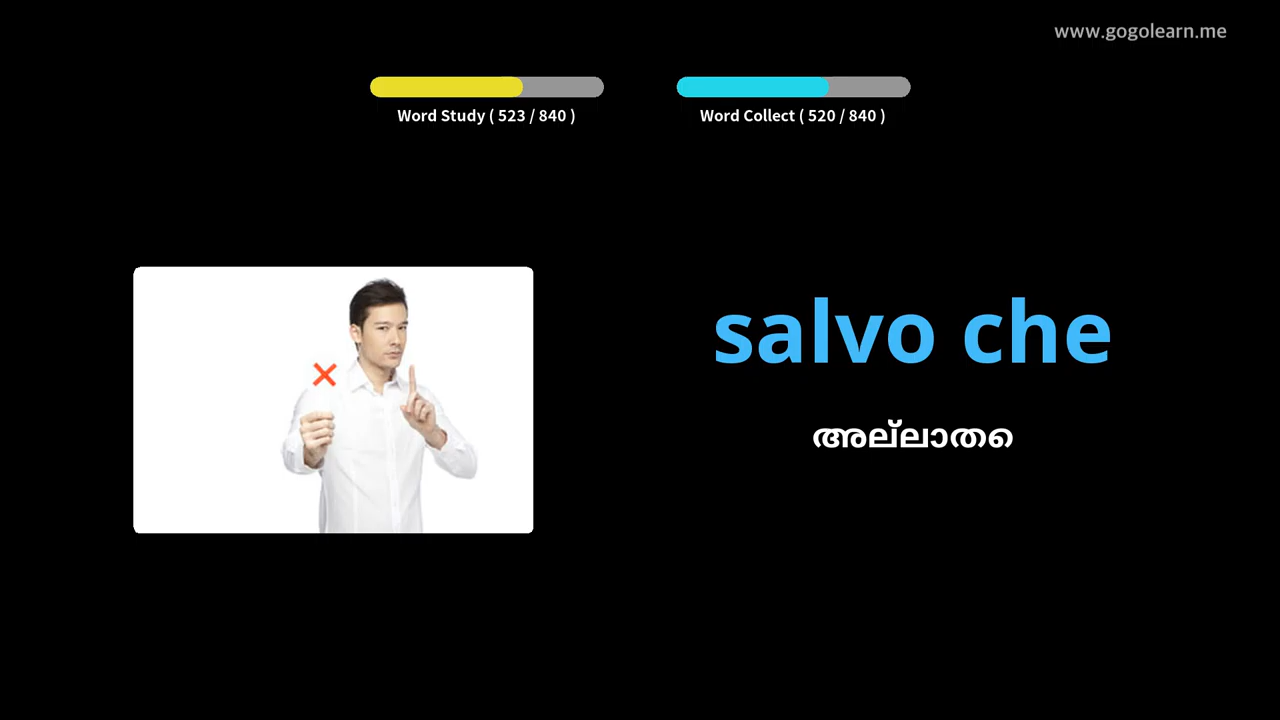 www.gogolearn.me
Word Study ( 523 / 840 )
Word Collect ( 520 / 840 )
salvo che
അല്ലാതെ